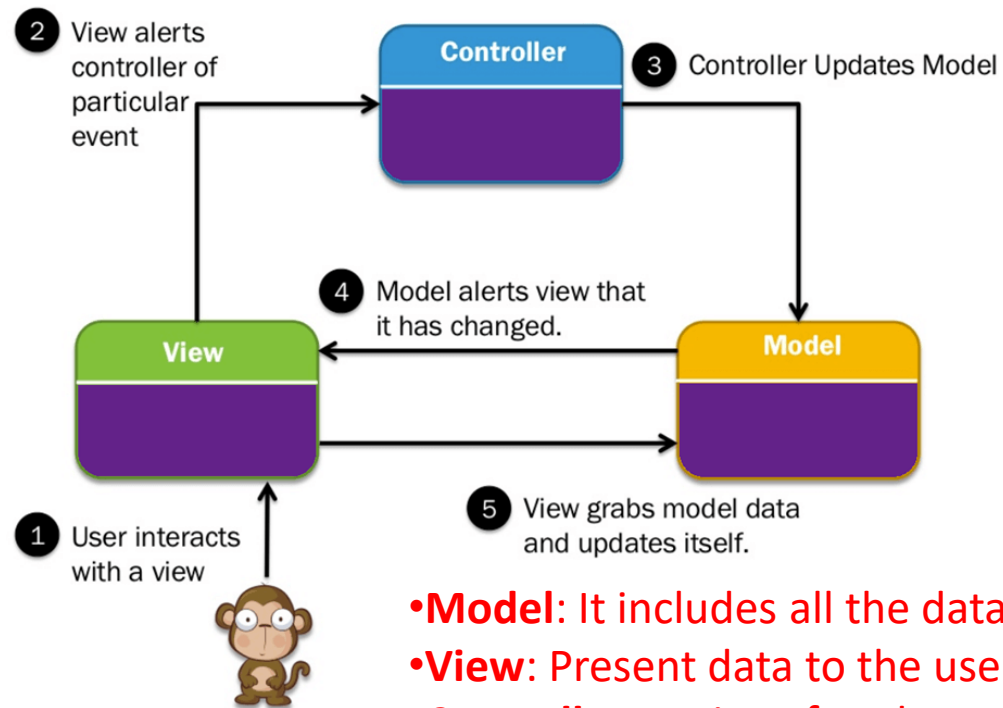 2 View alerts
controller of
particular
event
Controller
3 Controller Updates Model
4 Model alerts view that
it has changed.
View
Model
5 View grabs model data
and updates itself.
1 User interacts
with a view
•Model: It includes all the data
•View: Present data to the use